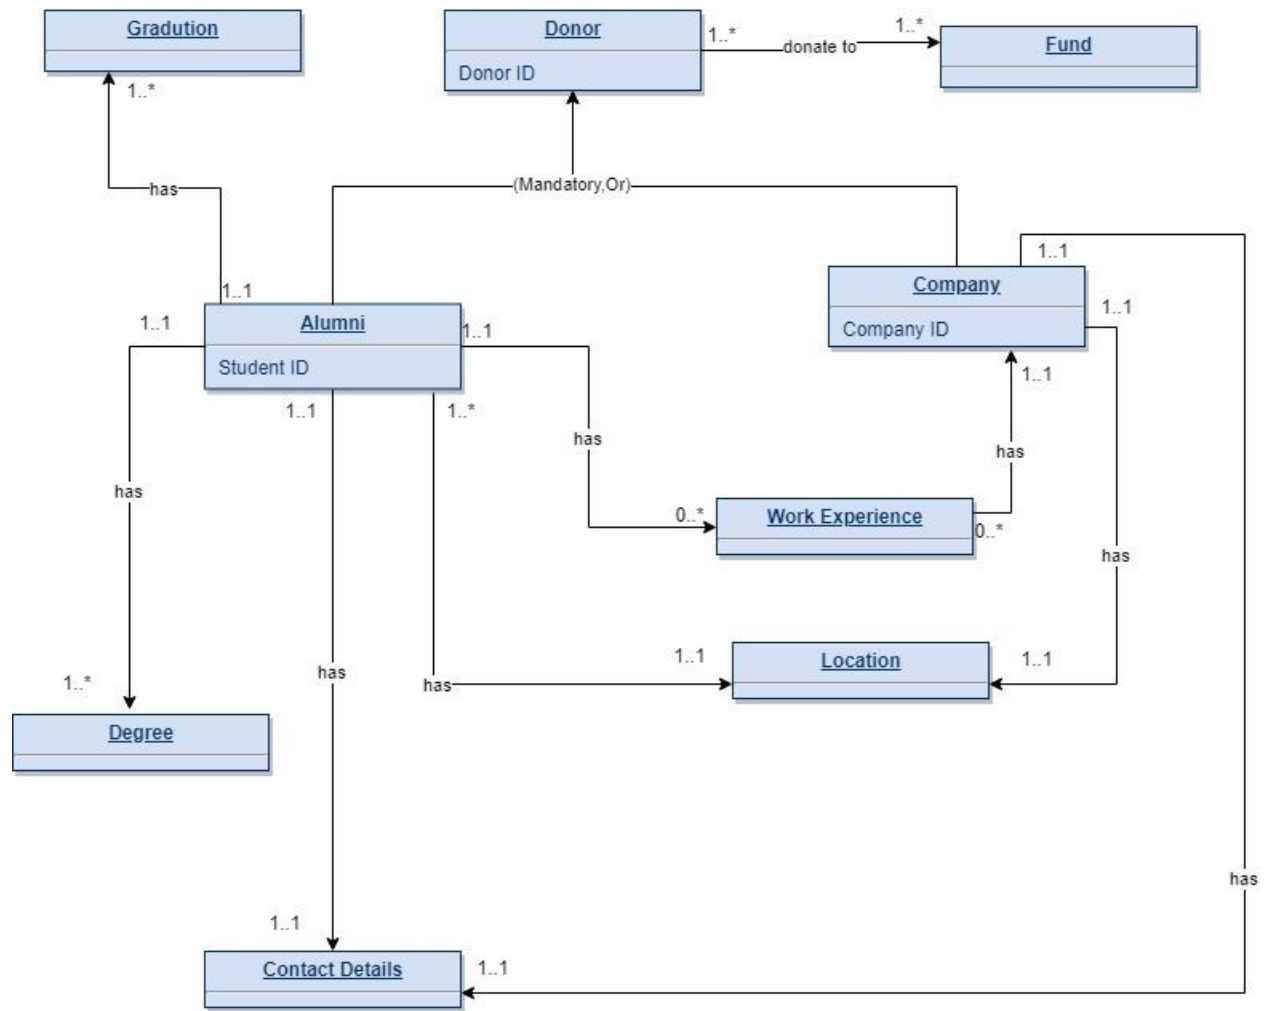 Gradution
Donor
Donor ID
1..*
donate to
1..*
Fund
1..*
has
(Mandatory,Or)
1..1
1..1
Company
Company ID
1..1
1..1
Alumni
Student ID
1..1
1..1
1..*
1..1
has
has
has
0..*
Work Experience
0..*
has
has
1..1
Location
1..1
has
has
1..*
Degree
has
1..1
Contact Details
1..1